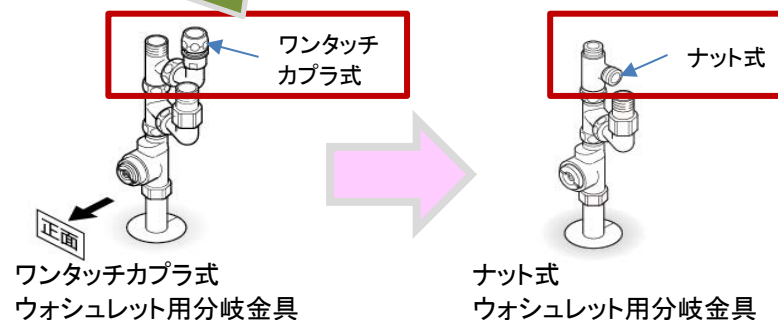 ワンタッチ
カプラ式
ナット式
正面
ワンタッチカプラ式
ウォシュレット用分岐金具
ナット式
ウォシュレット用分岐金具